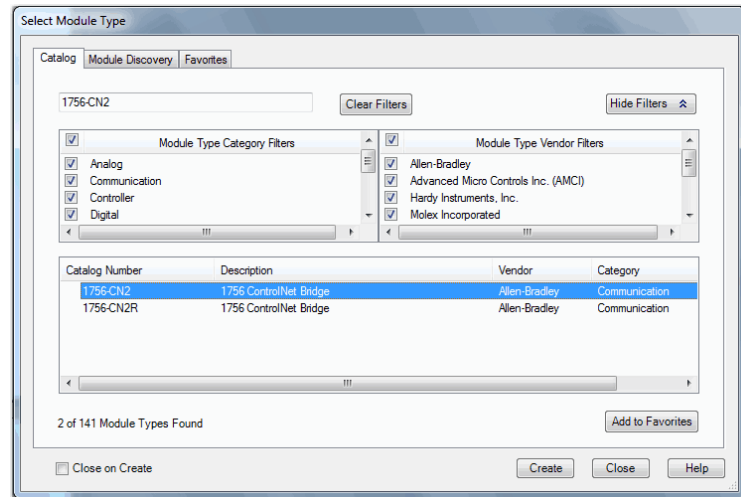 Select Module Type
Catalog Module Discovery Favorites
1756-CN2 Clear Filters Hide Filters
Module Type Category Filters Module Type Vendor Filters
Analog Allen-Bradley
Communication Advanced Micro Controls Inc. (AMCI)
Controller Hardy Instruments, Inc.
Digital Molex Incorporated
Catalog Number Description Vendor Category
1756-CN2 1756 ControlNet Bridge Allen-Bradley Communication
1756-CN2R 1756 ControlNet Bridge Allen-Bradley Communication
2 of 141 Module Types Found Add to Favorites
Close on Create Create Close Help